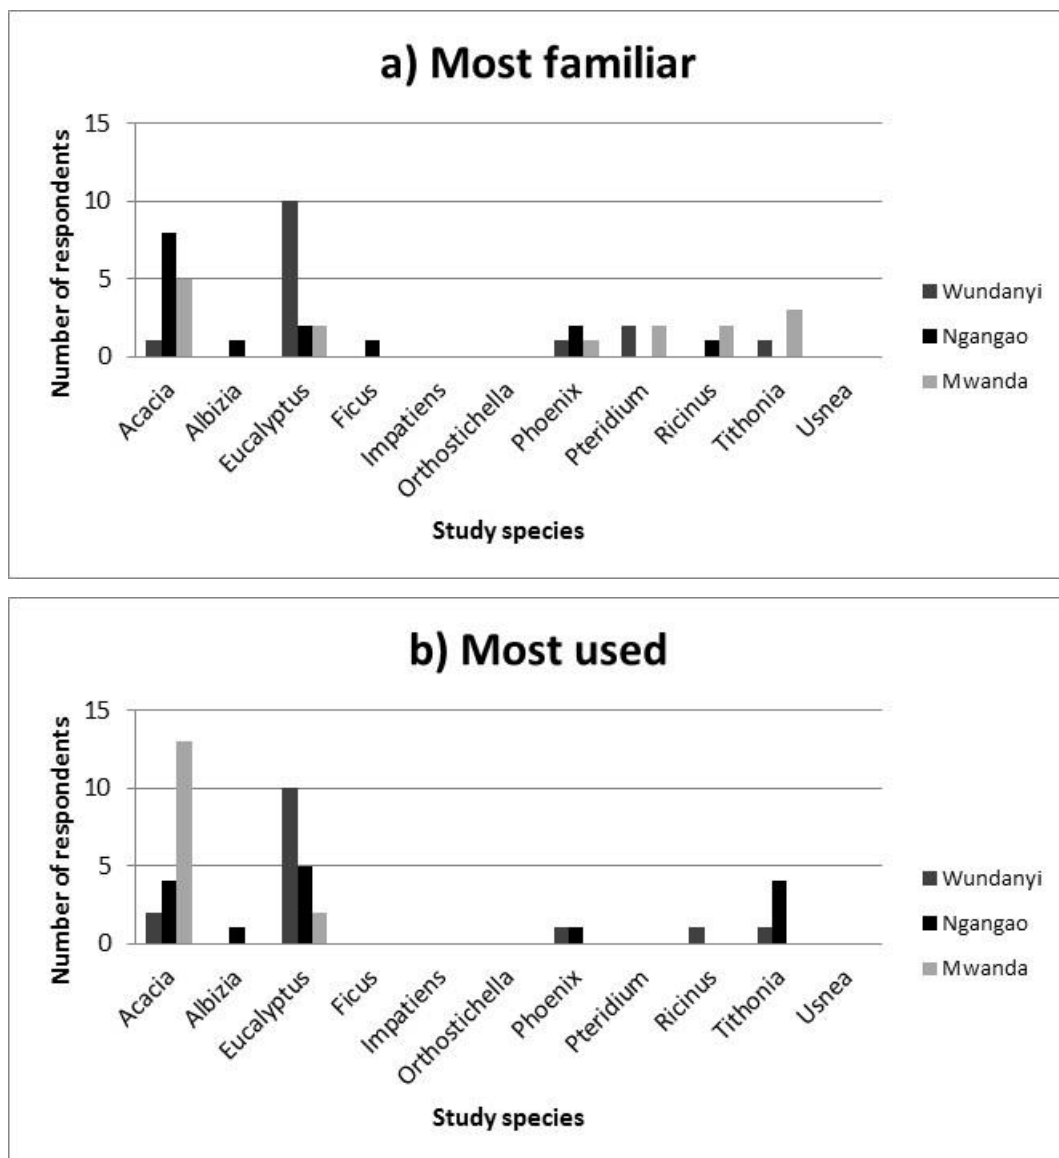 a) Most familiar
Number of respondents
15
10
5
0
Acacia
Albizia
Eucalyptus
Ficus
Impatiens
Orthostichella
Phoenix
Pteridium
Ricinus
Tithonia
Usnea
Study species
Wundanyi
Ngangao
Mwanda
b) Most used
Number of respondents
15
10
5
0
Acacia
Albizia
Eucalyptus
Ficus
Impatiens
Orthostichella
Phoenix
Pteridium
Ricinus
Tithonia
Usnea
Study species
Wundanyi
Ngangao
Mwanda